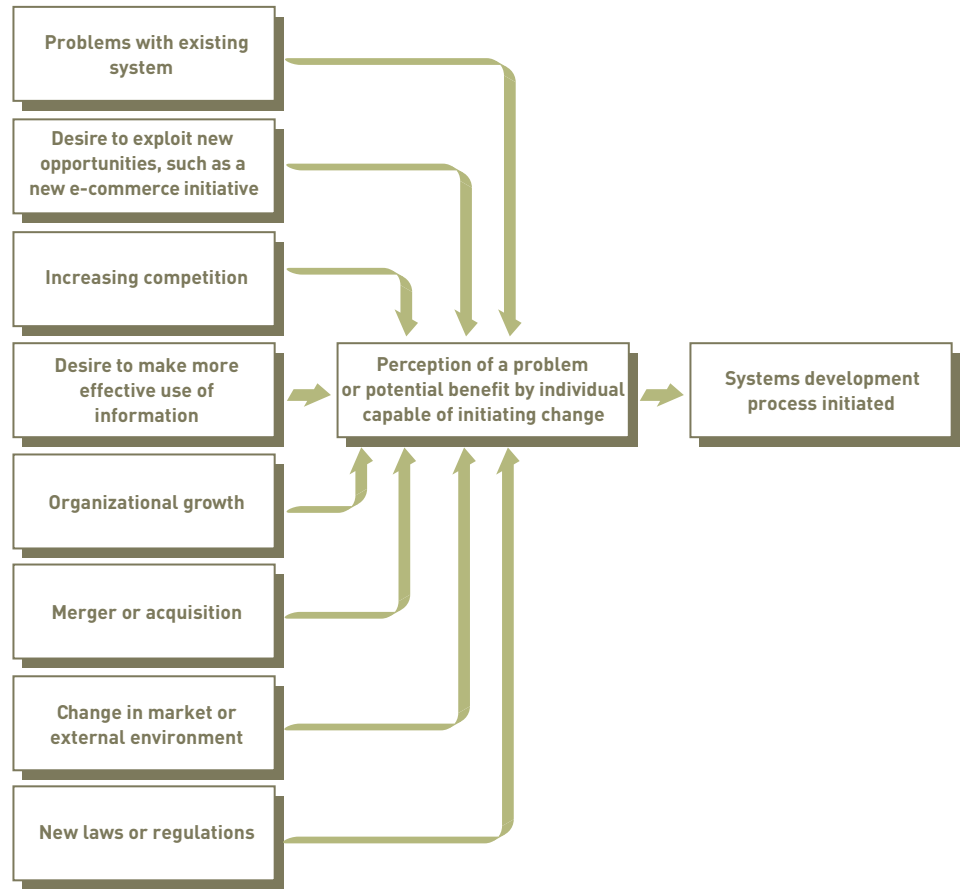 Problems with existing
system
Desire to exploit new
opportunities, such as a
new e-commerce initiative
Increasing competition
Desire to make more
effective use of
information
Perception of a problem
or potential benefit by individual
capable of initiating change
Systems development
process initiated
Organizational growth
Merger or acquisition
Change in market or
external environment
New laws or regulations